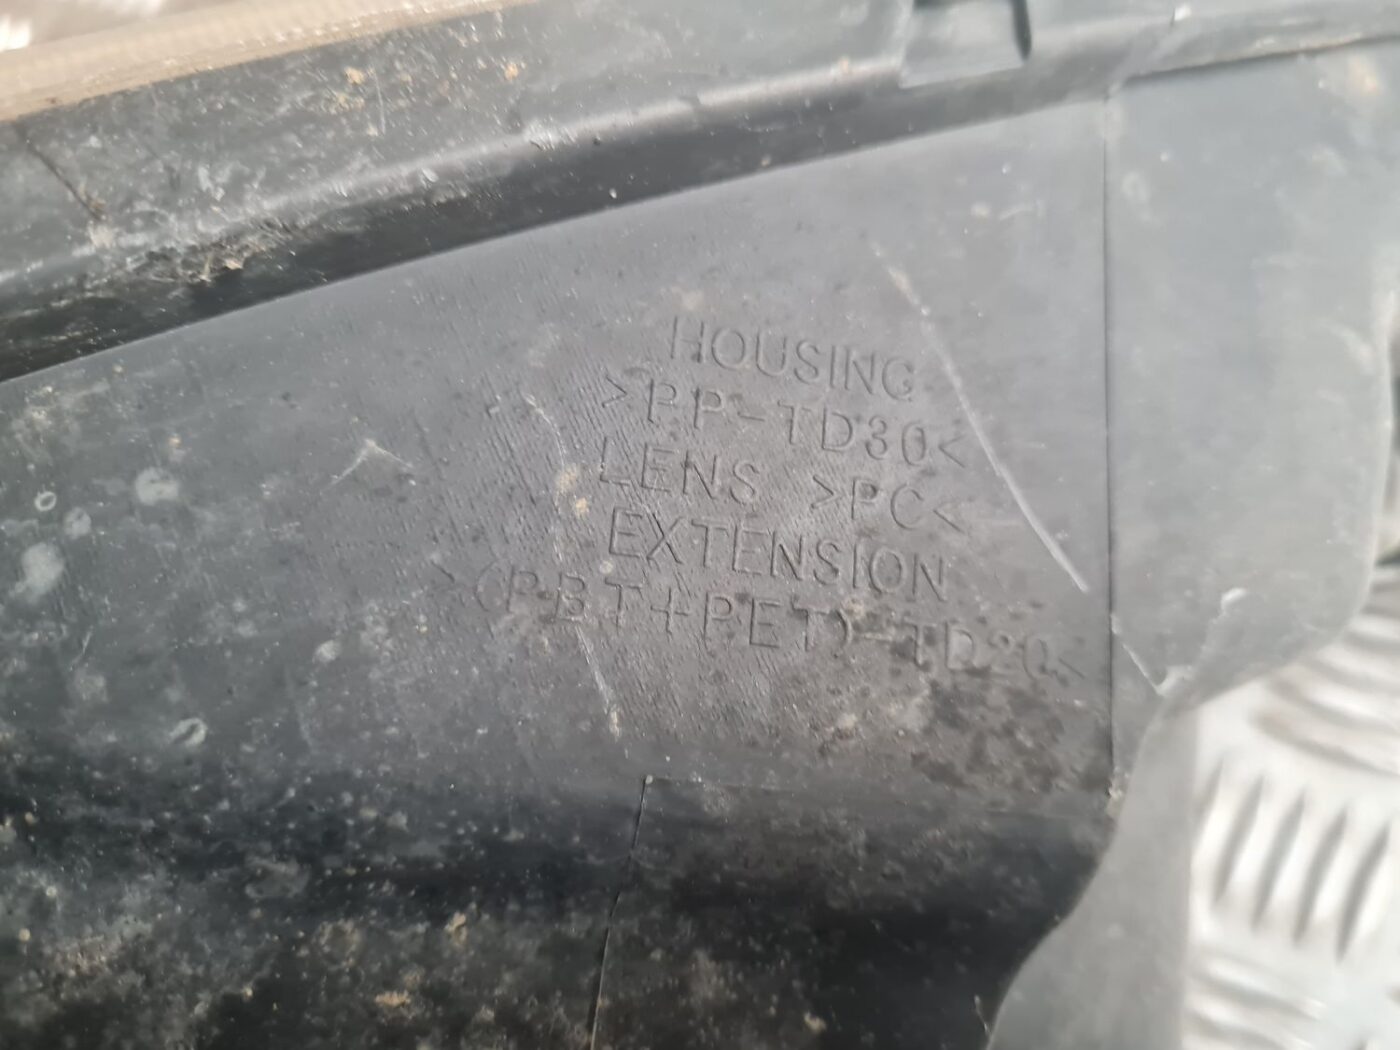 HOUSING
>PP-TD30<
LENS >PC<
EXTENSION
>(PBT+PET)-TD20<